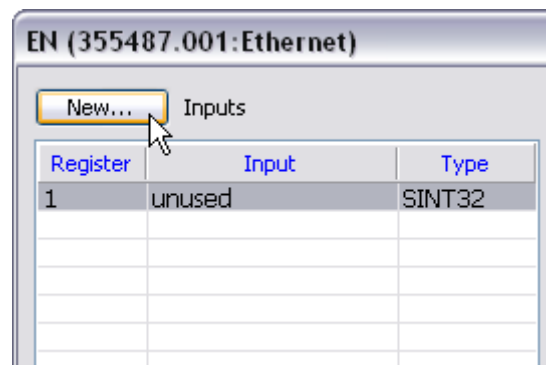 EN (355487.001:Ethernet)
New... Inputs
Register Input Type
1 unused SINT32